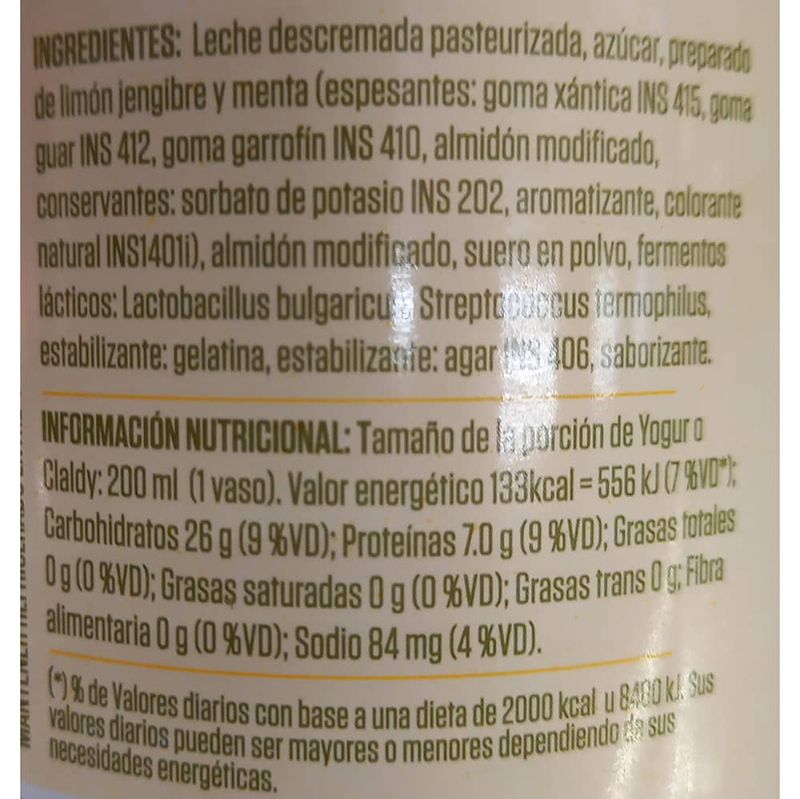 INGREDIENTES: Leche descremada pasteurizada, azúcar, preparado
de limón jengibre y menta (espesantes: goma xántica INS 415, goma
guar INS 412, goma garrofín INS 410, almidón modificado,
conservantes: sorbato de potasio INS 202, aromatizante, colorante
natural INS1401i), almidón modificado, suero en polvo, fermentos
lácticos: Lactobacillus bulgaricus Streptococcus termophilus,
estabilizante: gelatina, estabilizante: agar INS 406, saborizante.
INFORMACIÓN NUTRICIONAL: Tamaño de la porción de Yogur o
Claldy: 200 ml (1 vaso). Valor energético 133kcal = 556 kJ (7 %VD*);
Carbohidratos 26 g (9 %VD); Proteínas 7.0 g (9 %VD); Grasas totales
0 g (0 %VD); Grasas saturadas 0 g (0 %VD); Grasas trans 0 g; Fibra
alimentaria 0 g (0 %VD); Sodio 84 mg (4 %VD).
(*) % de Valores diarios con base a una dieta de 2000 kcal u 8400 kJ. Sus
valores diarios pueden ser mayores o menores dependiendo de sus
necesidades energéticas.
MANTENER REFRIGERADO ENTRE